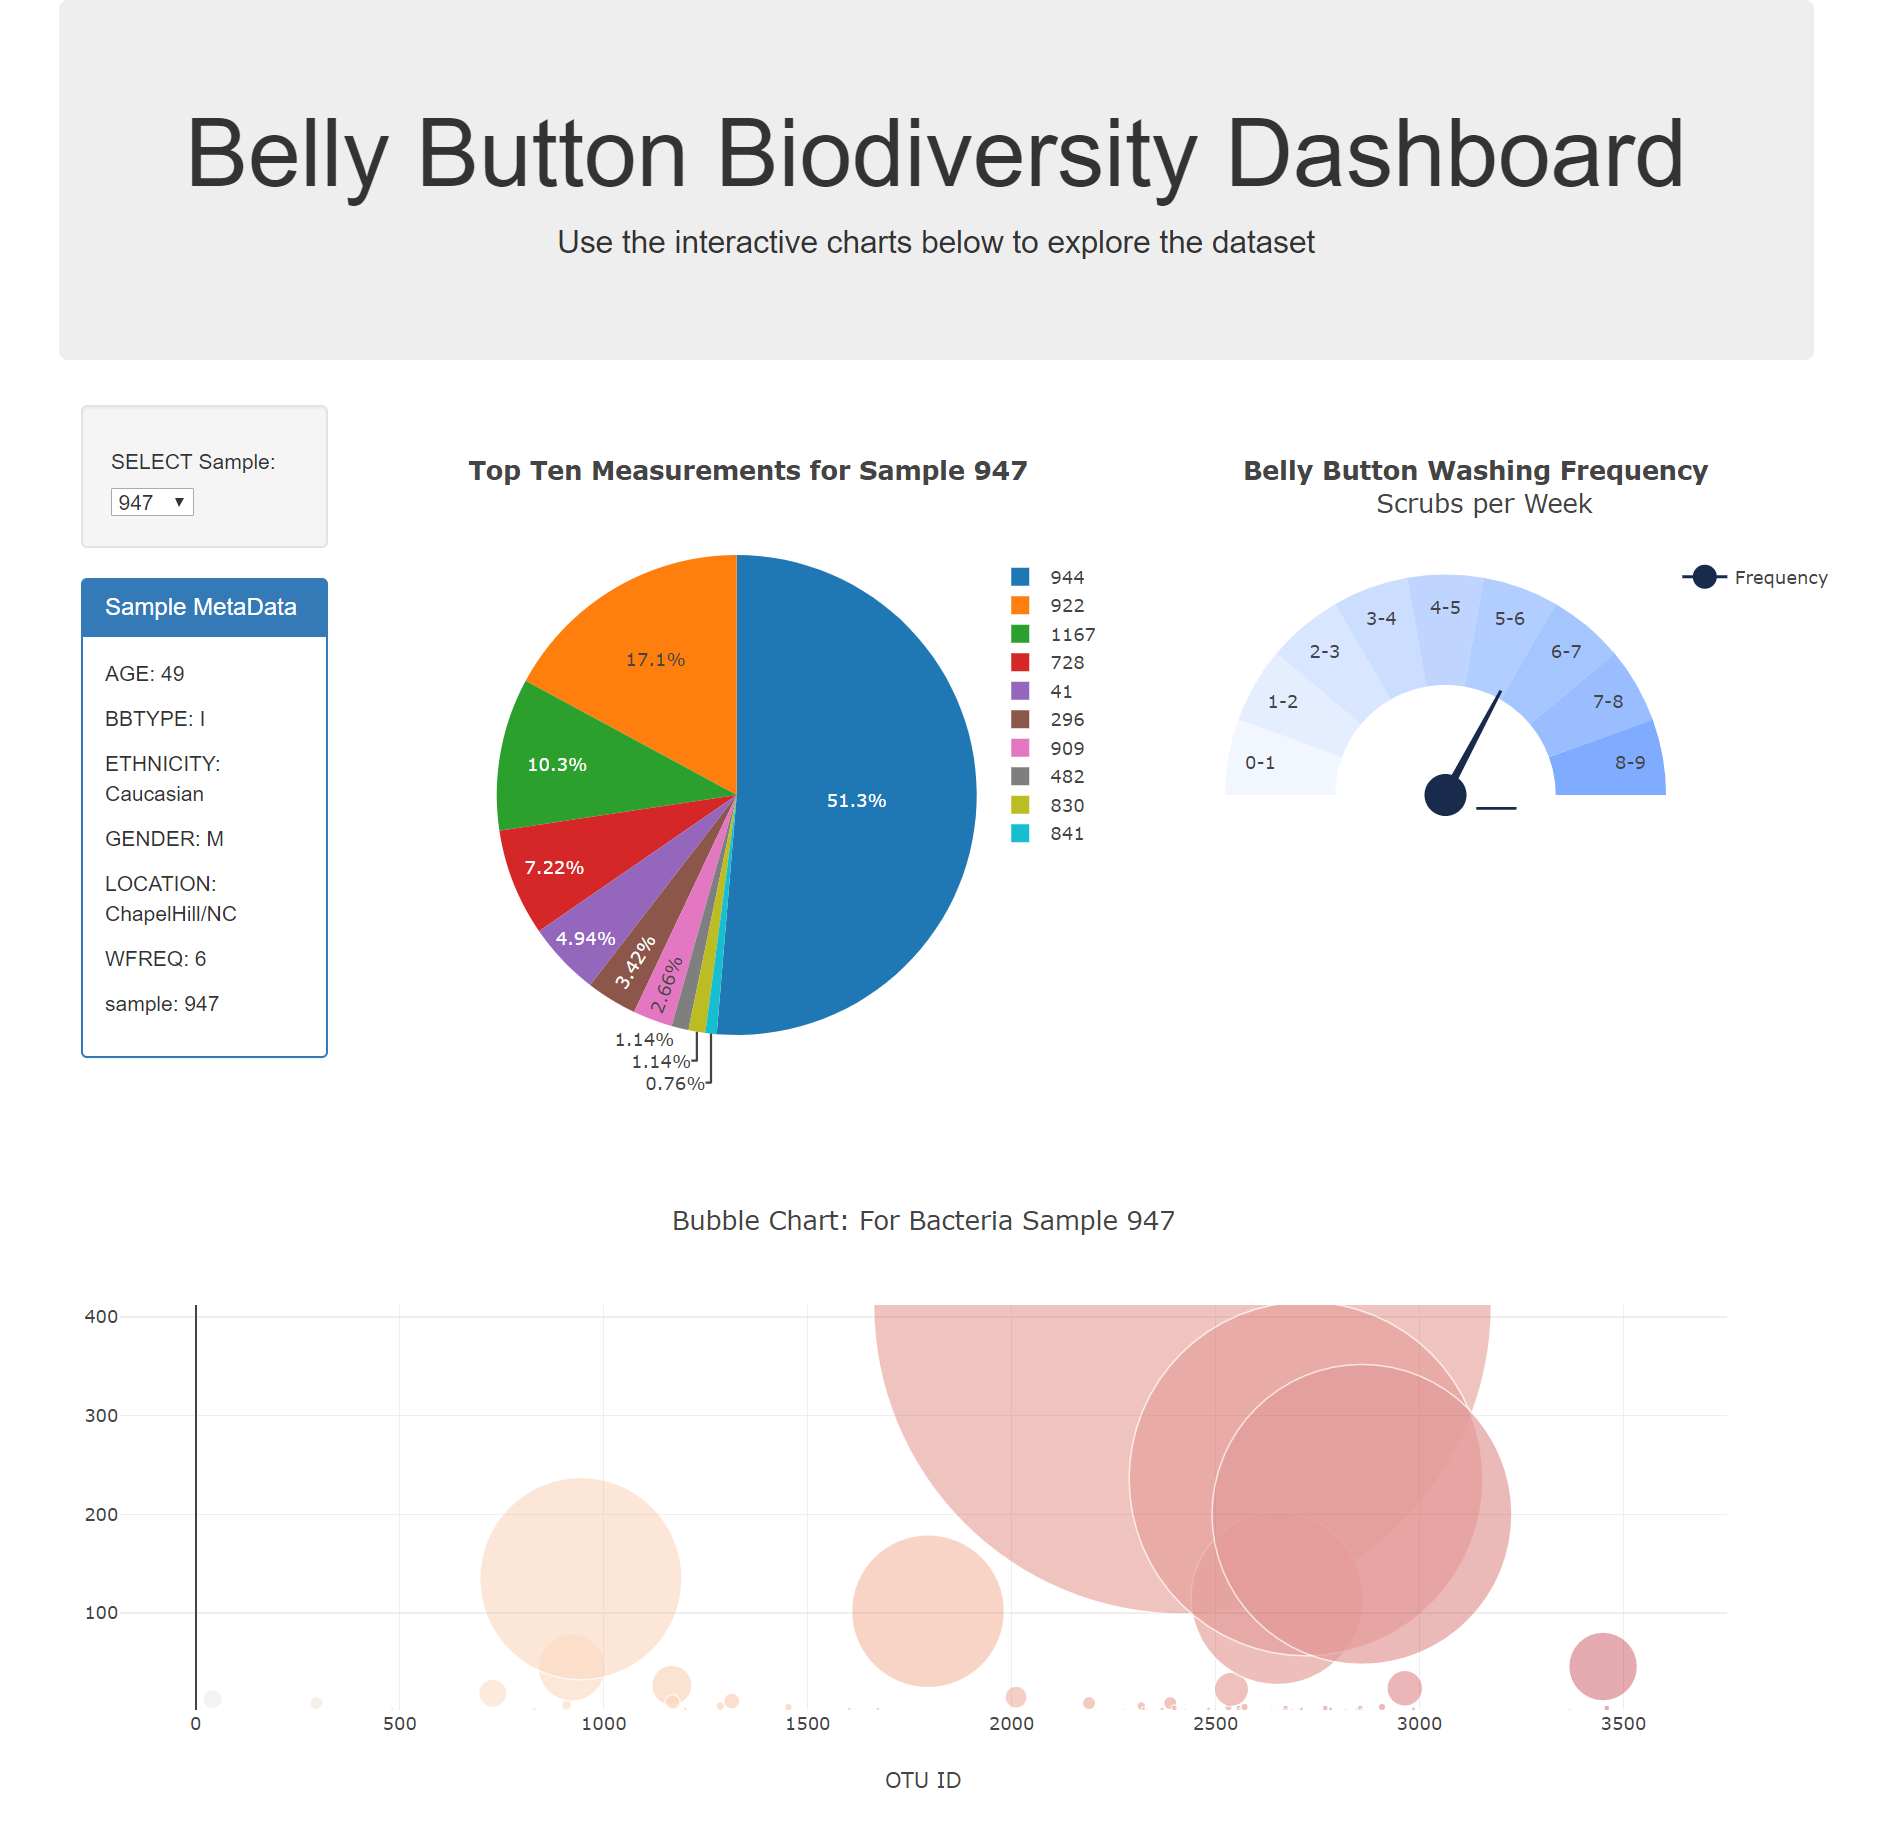 Belly Button Biodiversity Dashboard
Use the interactive charts below to explore the dataset
SELECT Sample:
947
Sample MetaData
AGE: 49
BBTYPE: I
ETHNICITY:
Caucasian
GENDER: M
LOCATION:
ChapelHill/NC
WFREQ: 6
sample: 947
Top Ten Measurements for Sample 947
51.3%
17.1%
10.3%
7.22%
4.94%
3.42%
2.66%
1.14%
1.14%
0.76%
944
922
1167
728
41
296
909
482
830
841
Belly Button Washing Frequency
Scrubs per Week
Frequency
0-1
1-2
2-3
3-4
4-5
5-6
6-7
7-8
8-9
Bubble Chart: For Bacteria Sample 947
400
300
200
100
0 500 1000 1500 2000 2500 3000 3500
OTU ID